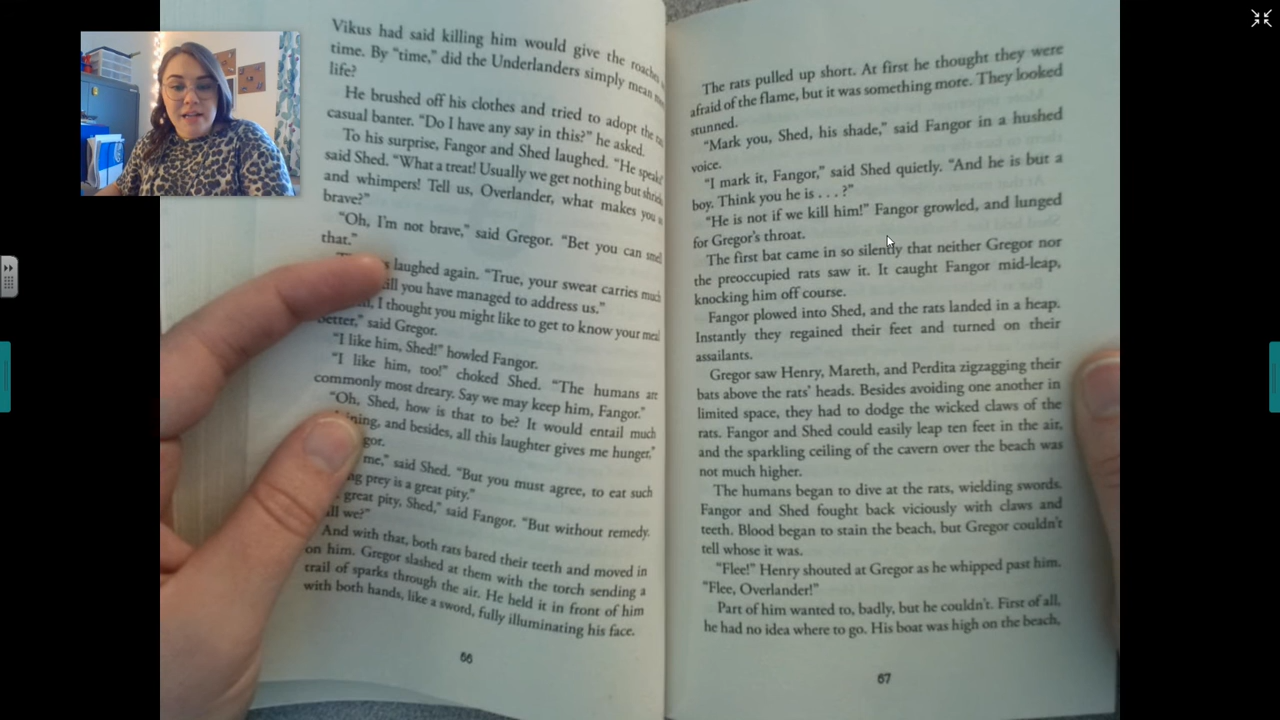 Vikus had said killing him would give the roaches
time. By “time,” did the Underlanders simply mean
life?
He brushed off his clothes and tried to adopt the
casual banter. “Do I have any say in this?” he asked.
To his surprise, Fangor and Shed laughed. “He speaks!”
said Shed. “What a treat! Usually we get nothing but shrieks
and whimpers! Tell us, Overlander, what makes you
brave?”
“Oh, I'm not brave,” said Gregor. “Bet you can smell
that.”
laughed again. “True, your sweat carries much
you have managed to address us.”
I thought you might like to get to know your meal
better,” said Gregor.
“I like him, Shed!” howled Fangor.
“I like him, too!” choked Shed. “The humans are
commonly most dreary. Say we may keep him, Fangor.”
“Oh, Shed, how is that to be? It would entail much
and besides, all this laughter gives me hunger,”
me,” said Shed. “But you must agree, to eat such
prey is a great pity.”
great pity, Shed,” said Fangor. “But without remedy.
we?”
And with that, both rats bared their teeth and moved in
on him. Gregor slashed at them with the torch sending a
trail of sparks through the air. He held it in front of him
with both hands, like a sword, fully illuminating his face.
66
The rats pulled up short. At first he thought they were
afraid of the flame, but it was something more. They looked
stunned.
“Mark you, Shed, his shade,” said Fangor in a hushed
voice.
“I mark it, Fangor,” said Shed quietly. “And he is but a
boy. Think you he is . . . ?”
“He is not if we kill him!” Fangor growled, and lunged
for Gregor's throat.
The first bat came in so silently that neither Gregor nor
the preoccupied rats saw it. It caught Fangor mid-leap,
knocking him off course.
Fangor plowed into Shed, and the rats landed in a heap.
Instantly they regained their feet and turned on their
assailants.
Gregor saw Henry, Mareth, and Perdita zigzagging their
bats above the rats' heads. Besides avoiding one another in
limited space, they had to dodge the wicked claws of the
rats. Fangor and Shed could easily leap ten feet in the air,
and the sparkling ceiling of the cavern over the beach was
not much higher.
The humans began to dive at the rats, wielding swords.
Fangor and Shed fought back viciously with claws and
teeth. Blood began to stain the beach, but Gregor couldn't
tell whose it was.
“Flee!” Henry shouted at Gregor as he whipped past him.
“Flee, Overlander!”
Part of him wanted to, badly, but he couldn't. First of all,
he had no idea where to go. His boat was high on the beach,
67